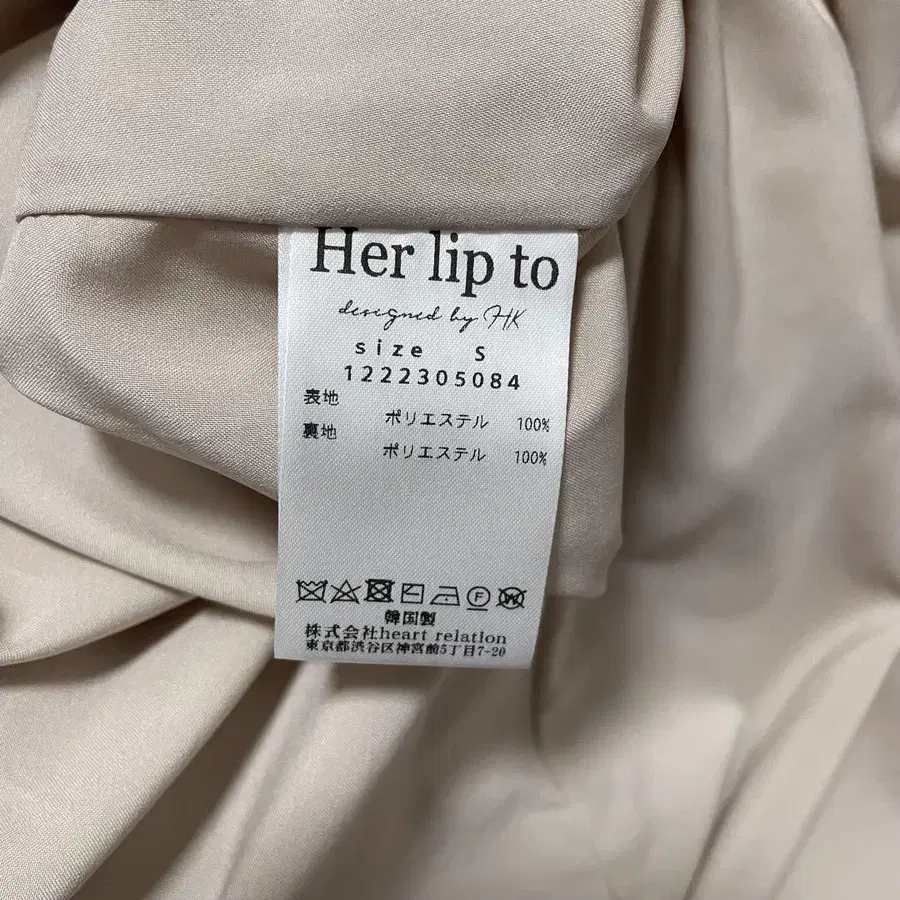 Her lip to
designed by HK
size S
1222305084
表地
ポリエステル 100%
裏地
ポリエステル 100%
F W
韓国製
株式会社heart relation
東京都渋谷区神宮前5丁目7-20